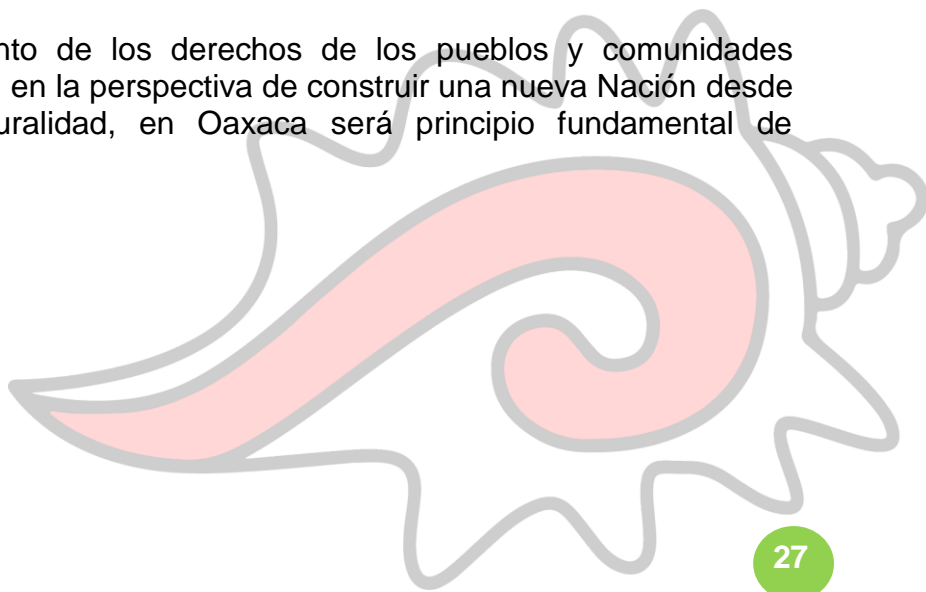 nto de los derechos de los pueblos y comunidades
en la perspectiva de construir una nueva Nación desde
uralidad, en Oaxaca será principio fundamental de
27